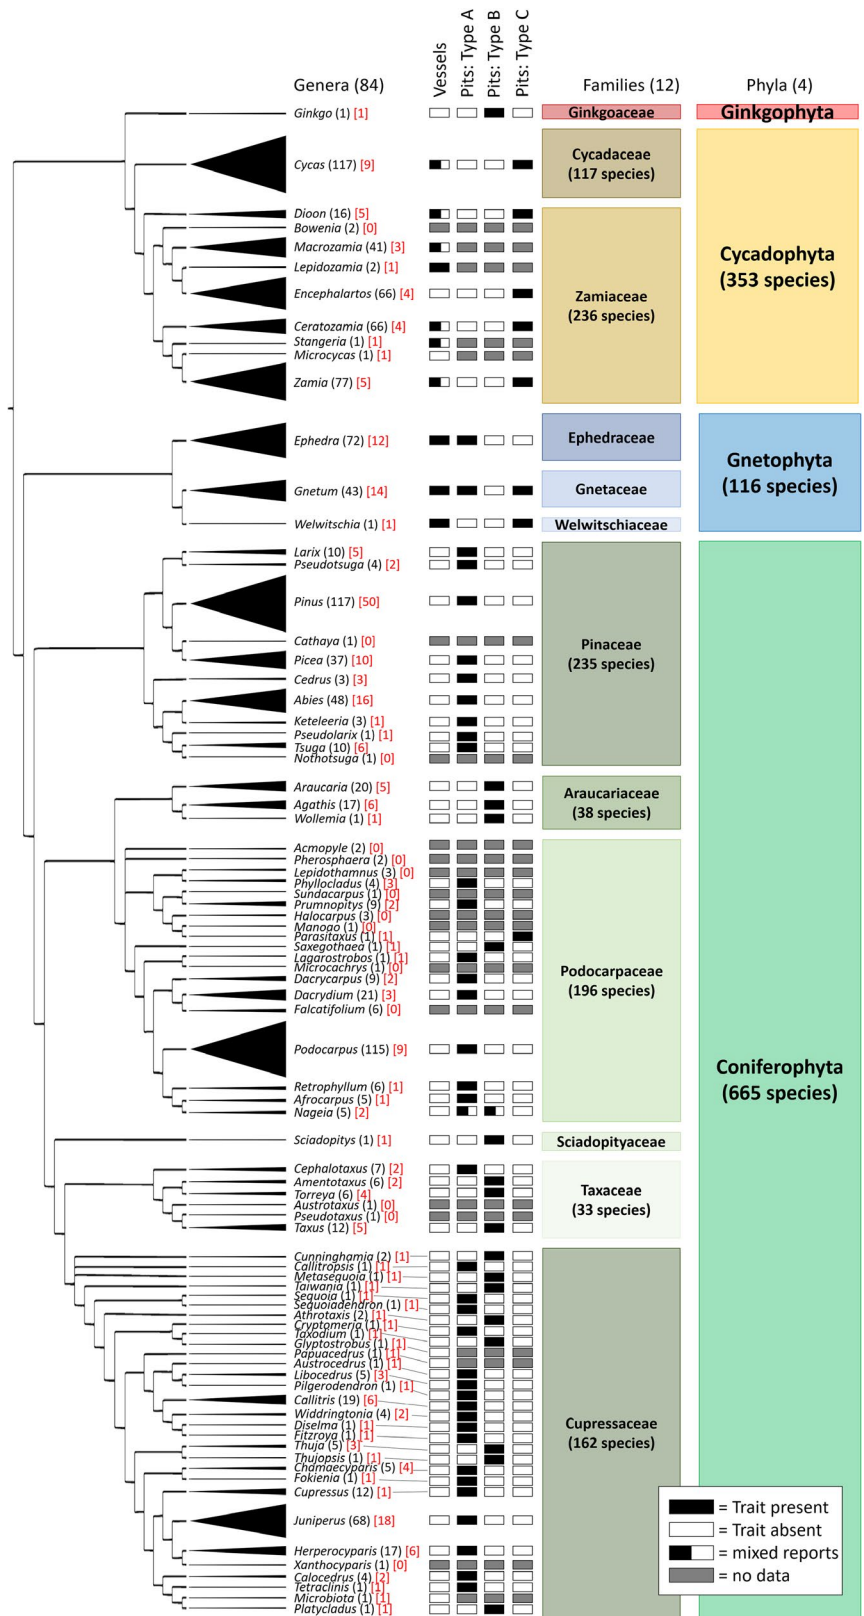 Vessels
Pits: Type A
Pits: Type B
Pits: Type C
Genera (84)
Families (12)
Phyla (4)
Ginkgo (1) [1]
Ginkgoaceae
Ginkgophyta
Cycas (117) [9]
Cycadaceae
(117 species)
Dioon (16) [5]
Bowenia (2) [0]
Macrozamia (41) [3]
Lepidozamia (2) [1]
Encephalartos (66) [4]
Ceratozamia (66) [4]
Stangeria (1) [1]
Microcycas (1) [1]
Zamia (77) [5]
Zamiaceae
(236 species)
Cycadophyta
(353 species)
Ephedra (72) [12]
Ephedraceae
Gnetum (43) [14]
Gnetaceae
Welwitschia (1) [1]
Welwitschiaceae
Gnetophyta
(116 species)
Larix (10) [5]
Pseudotsuga (4) [2]
Pinus (117) [50]
Cathaya (1) [0]
Picea (37) [10]
Cedrus (3) [3]
Abies (48) [16]
Keteleeria (3) [1]
Pseudolarix (1) [1]
Tsuga (10) [6]
Nothotsuga (1) [0]
Pinaceae
(235 species)
Araucaria (20) [5]
Agathis (17) [6]
Wollemia (1) [1]
Araucariaceae
(38 species)
Acmopyle (2) [0]
Pherosphaera (2) [0]
Lepidothamnus (3) [0]
Phyllocladus (4) [3]
Sundacarpus (1) [0]
Prumnopitys (9) [2]
Halocarpus (3) [0]
Manoao (1) [0]
Parasitaxus (1) [1]
Saxegothaea (1) [1]
Lagarostrobos (1) [1]
Microcachrys (1) [0]
Dacrycarpus (9) [2]
Dacrydium (21) [3]
Falcatifolium (6) [0]
Podocarpus (115) [9]
Retrophyllum (6) [1]
Afrocarpus (5) [1]
Nageia (5) [2]
Podocarpaceae
(196 species)
Sciadopitys (1) [1]
Sciadopityaceae
Cephalotaxus (7) [2]
Amentotaxus (6) [2]
Torreya (6) [4]
Austrotaxus (1) [0]
Pseudotaxus (1) [0]
Taxus (12) [5]
Taxaceae
(33 species)
Cunninghamia (2) [1]
Callitropsis (1) [1]
Metasequoia (1) [1]
Taiwania (1) [1]
Sequoia (1) [1]
Sequoiadendron (1) [1]
Athrotaxis (2) [1]
Cryptomeria (1) [1]
Taxodium (1) [1]
Glyptostrobus (1) [1]
Papuacedrus (1) [1]
Austrocedrus (1) [1]
Libocedrus (5) [3]
Pilgerodendron (1) [1]
Callitris (19) [6]
Widdringtonia (4) [2]
Diselma (1) [1]
Fitzroya (1) [1]
Thuja (5) [3]
Thujopsis (1) [1]
Chamaecyparis (5) [4]
Fokienia (1) [1]
Cupressus (12) [1]
Juniperus (68) [18]
Herperocyparis (17) [6]
Xanthocyparis (1) [0]
Calocedrus (4) [2]
Tetraclinis (1) [1]
Microbiota (1) [1]
Platycladus (1) [1]
Cupressaceae
(162 species)
Coniferophyta
(665 species)
= Trait present
= Trait absent
= mixed reports
= no data